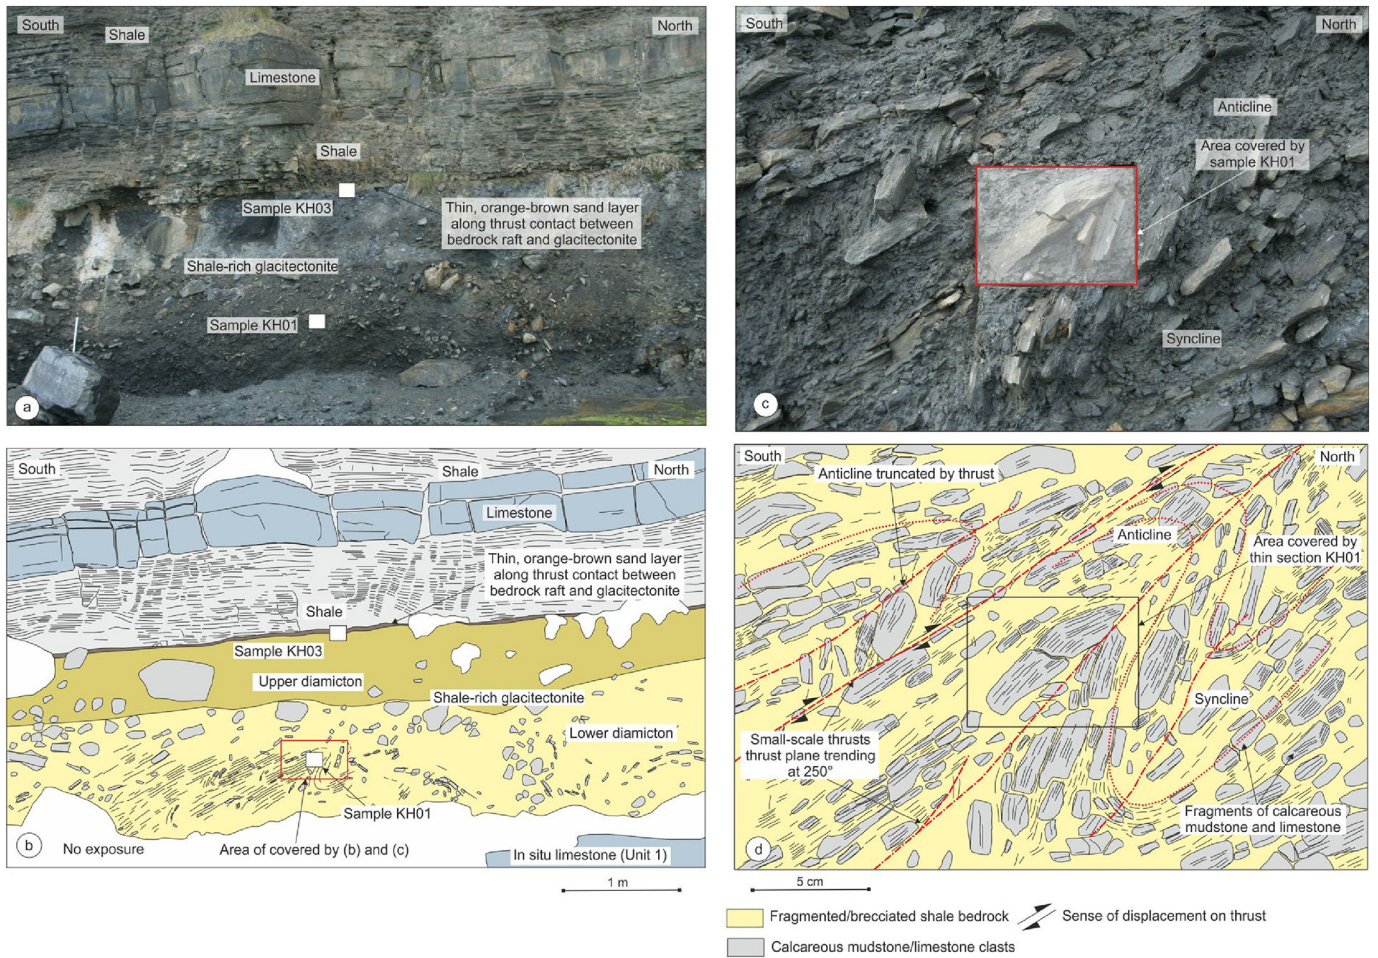 South
Shale
North
Limestone
Shale
Sample KH03
Thin, orange-brown sand layer
along thrust contact between
bedrock raft and glacitectonite
Shale-rich glacitectonite
Sample KH01
a
South
North
Anticline
Area covered by
sample KH01
Syncline
c
South
Shale
North
Limestone
Thin, orange-brown sand layer
along thrust contact between
bedrock raft and glacitectonite
Shale
Sample KH03
Upper diamicton
Shale-rich glacitectonite
Lower diamicton
Sample KH01
b
No exposure
Area of covered by (b) and (c)
In situ limestone (Unit 1)
1 m
South
North
Anticline truncated by thrust
Anticline
Area covered by
thin section KH01
Syncline
Small-scale thrusts
thrust plane trending
at 250°
Fragments of calcareous
mudstone and limestone
d
5 cm
Fragmented/brecciated shale bedrock
Sense of displacement on thrust
Calcareous mudstone/limestone clasts